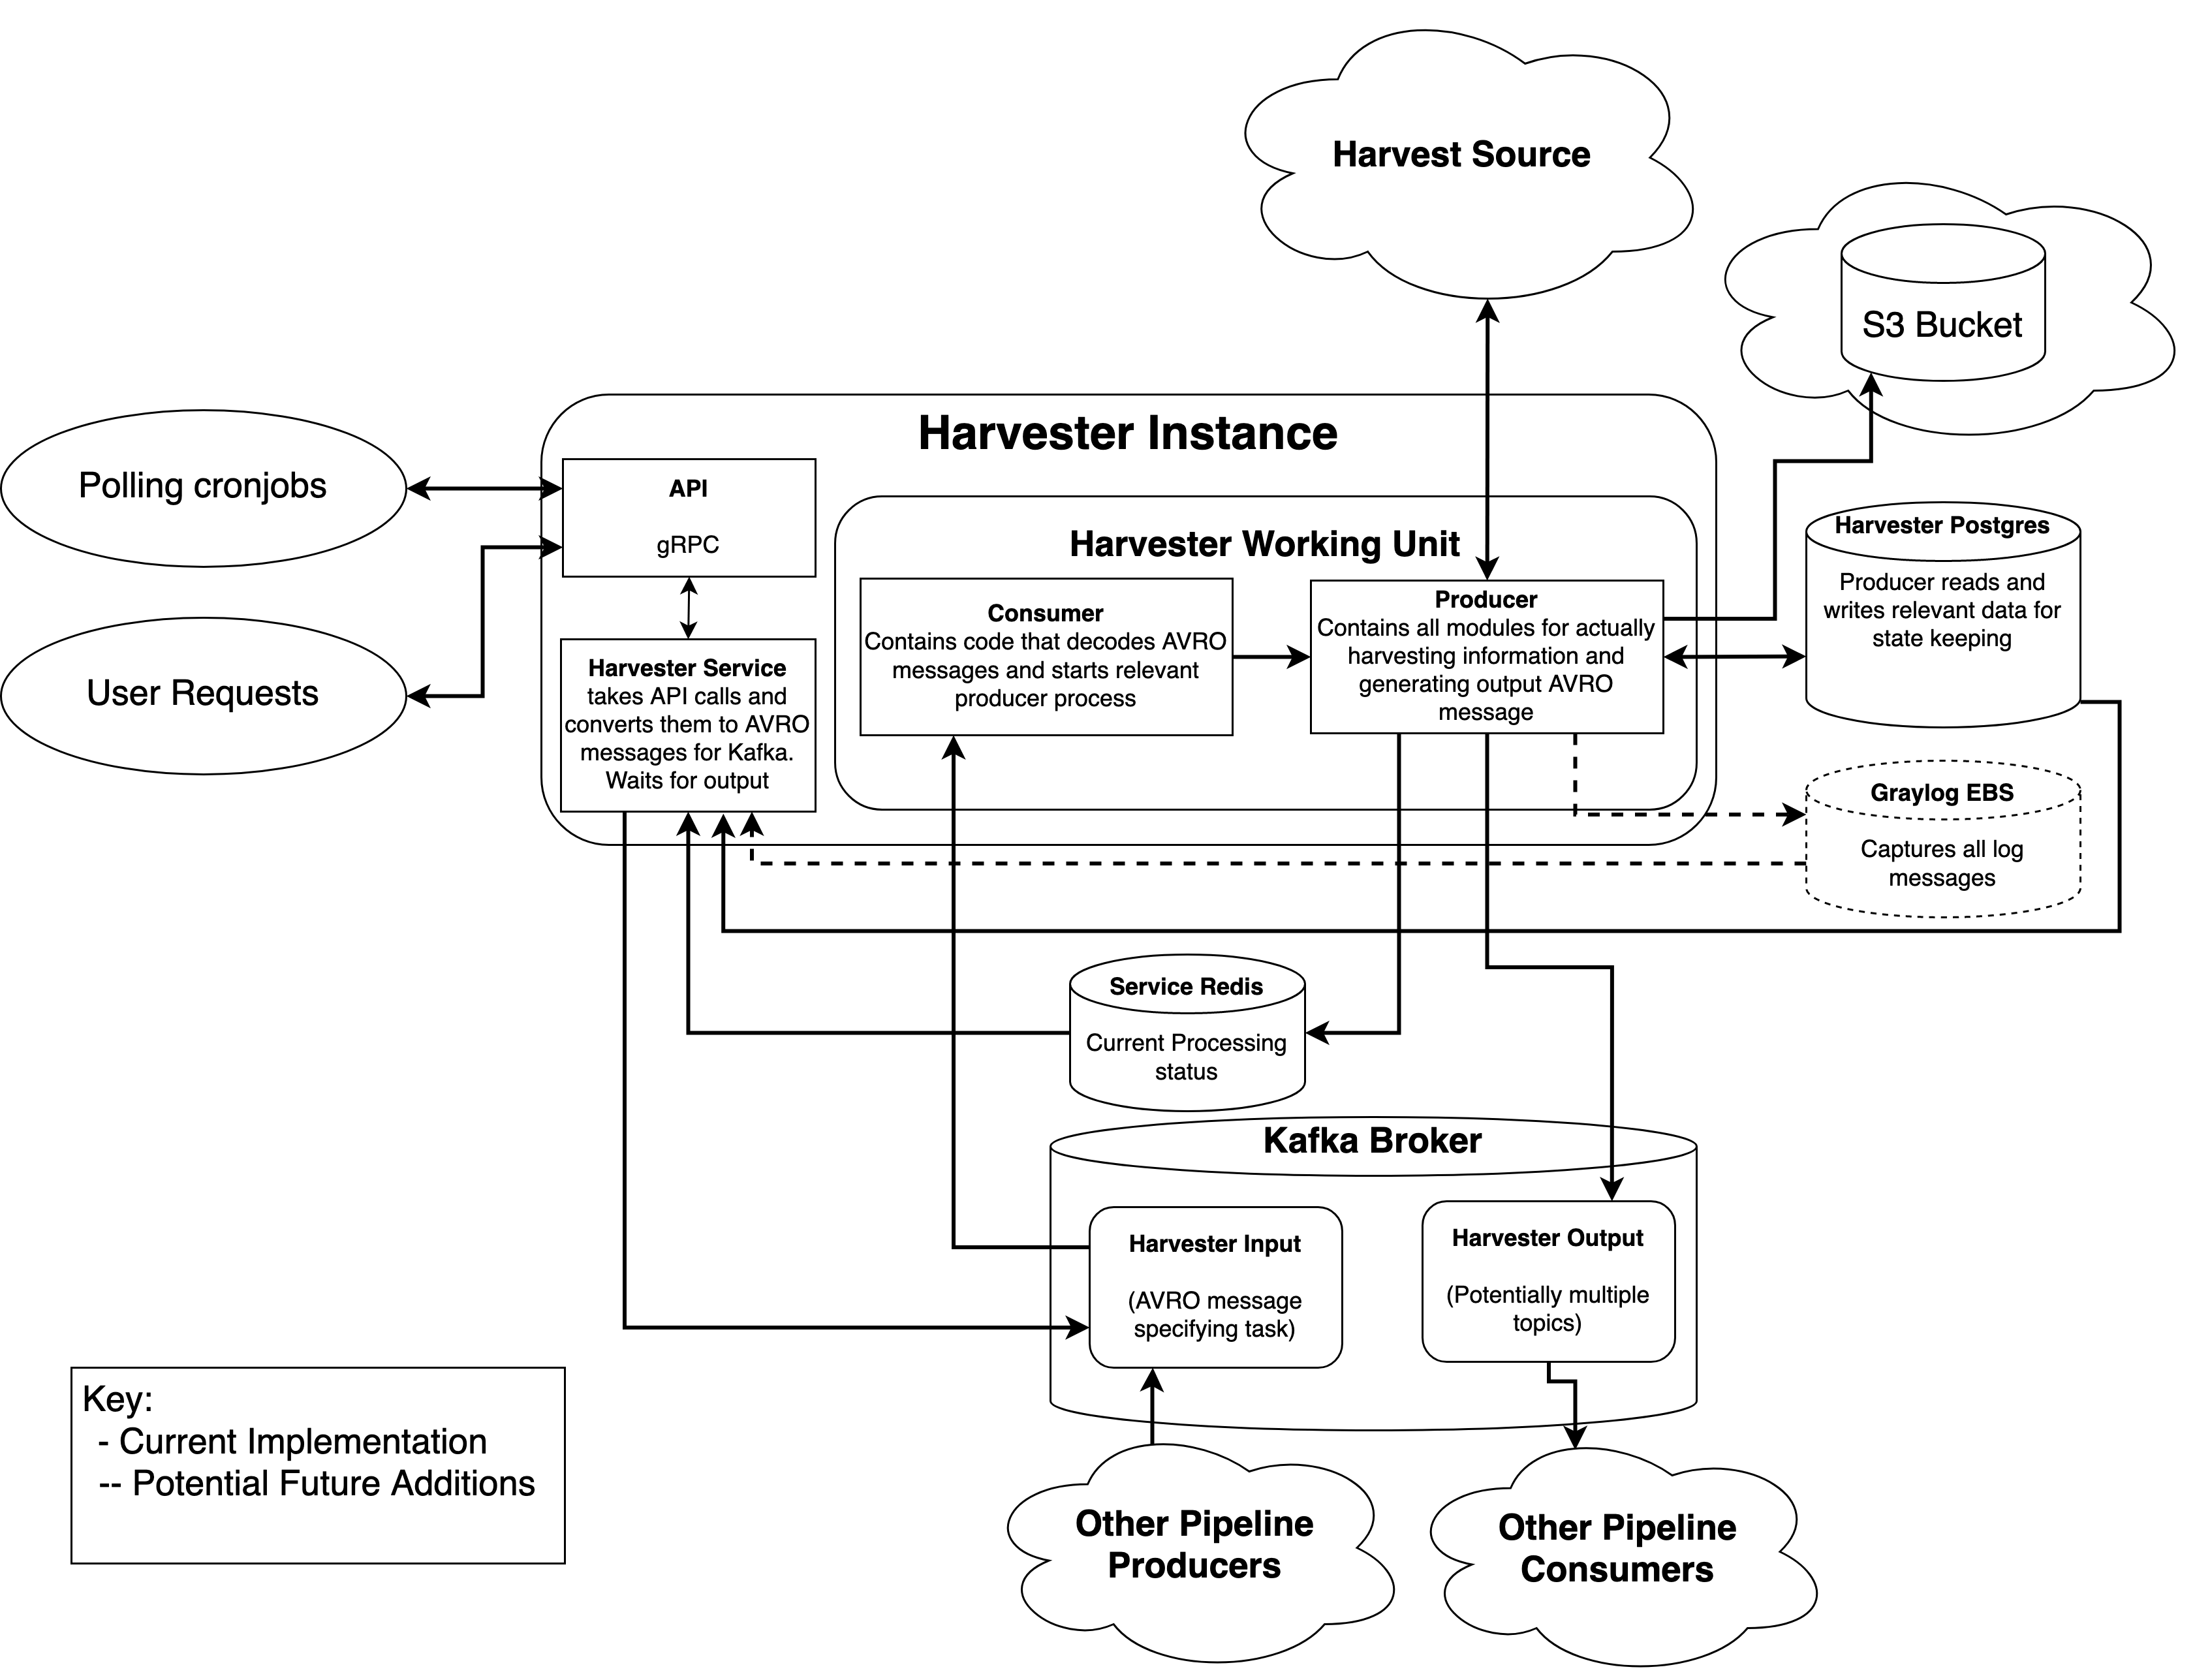 Harvest Source
S3 Bucket
Harvester Instance
Polling cronjobs
API
gRPC
Harvester Working Unit
Harvester Postgres
Producer reads and
writes relevant data for
state keeping
Consumer
Contains code that decodes AVRO
messages and starts relevant
producer process
Producer
Contains all modules for actually
harvesting information and
generating output AVRO
message
User Requests
Harvester Service
takes API calls and
converts them to AVRO
messages for Kafka.
Waits for output
Graylog EBS
Captures all log
messages
Service Redis
Current Processing
status
Kafka Broker
Harvester Input
(AVRO message
specifying task)
Harvester Output
(Potentially multiple
topics)
Key:
- Current Implementation
-- Potential Future Additions
Other Pipeline
Producers
Other Pipeline
Consumers